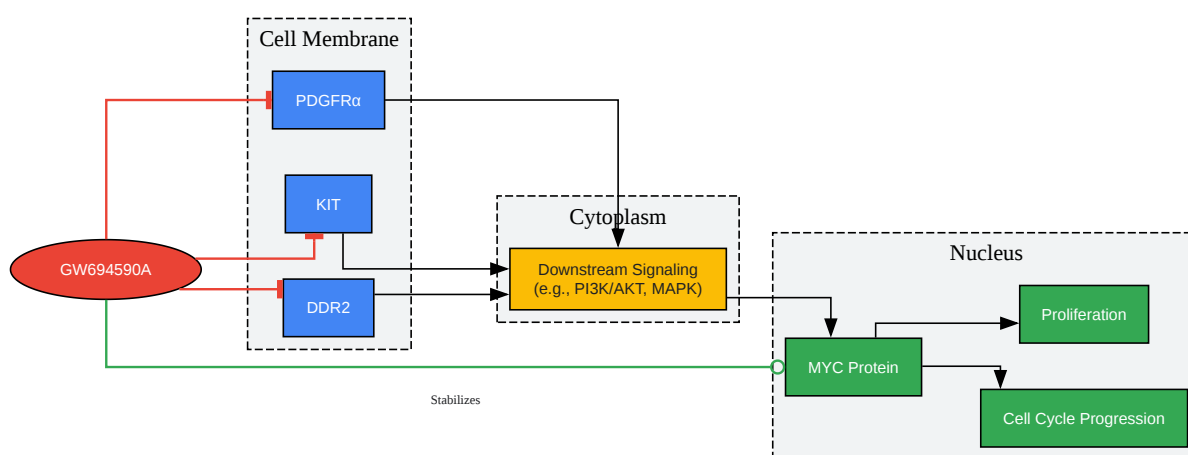 Cell Membrane
PDGFRα
KIT
Cytoplasm
GW694590A
Downstream Signaling
(e.g., PI3K/AKT, MAPK)
Nucleus
DDR2
Proliferation
MYC Protein
Stabilizes
Cell Cycle Progression